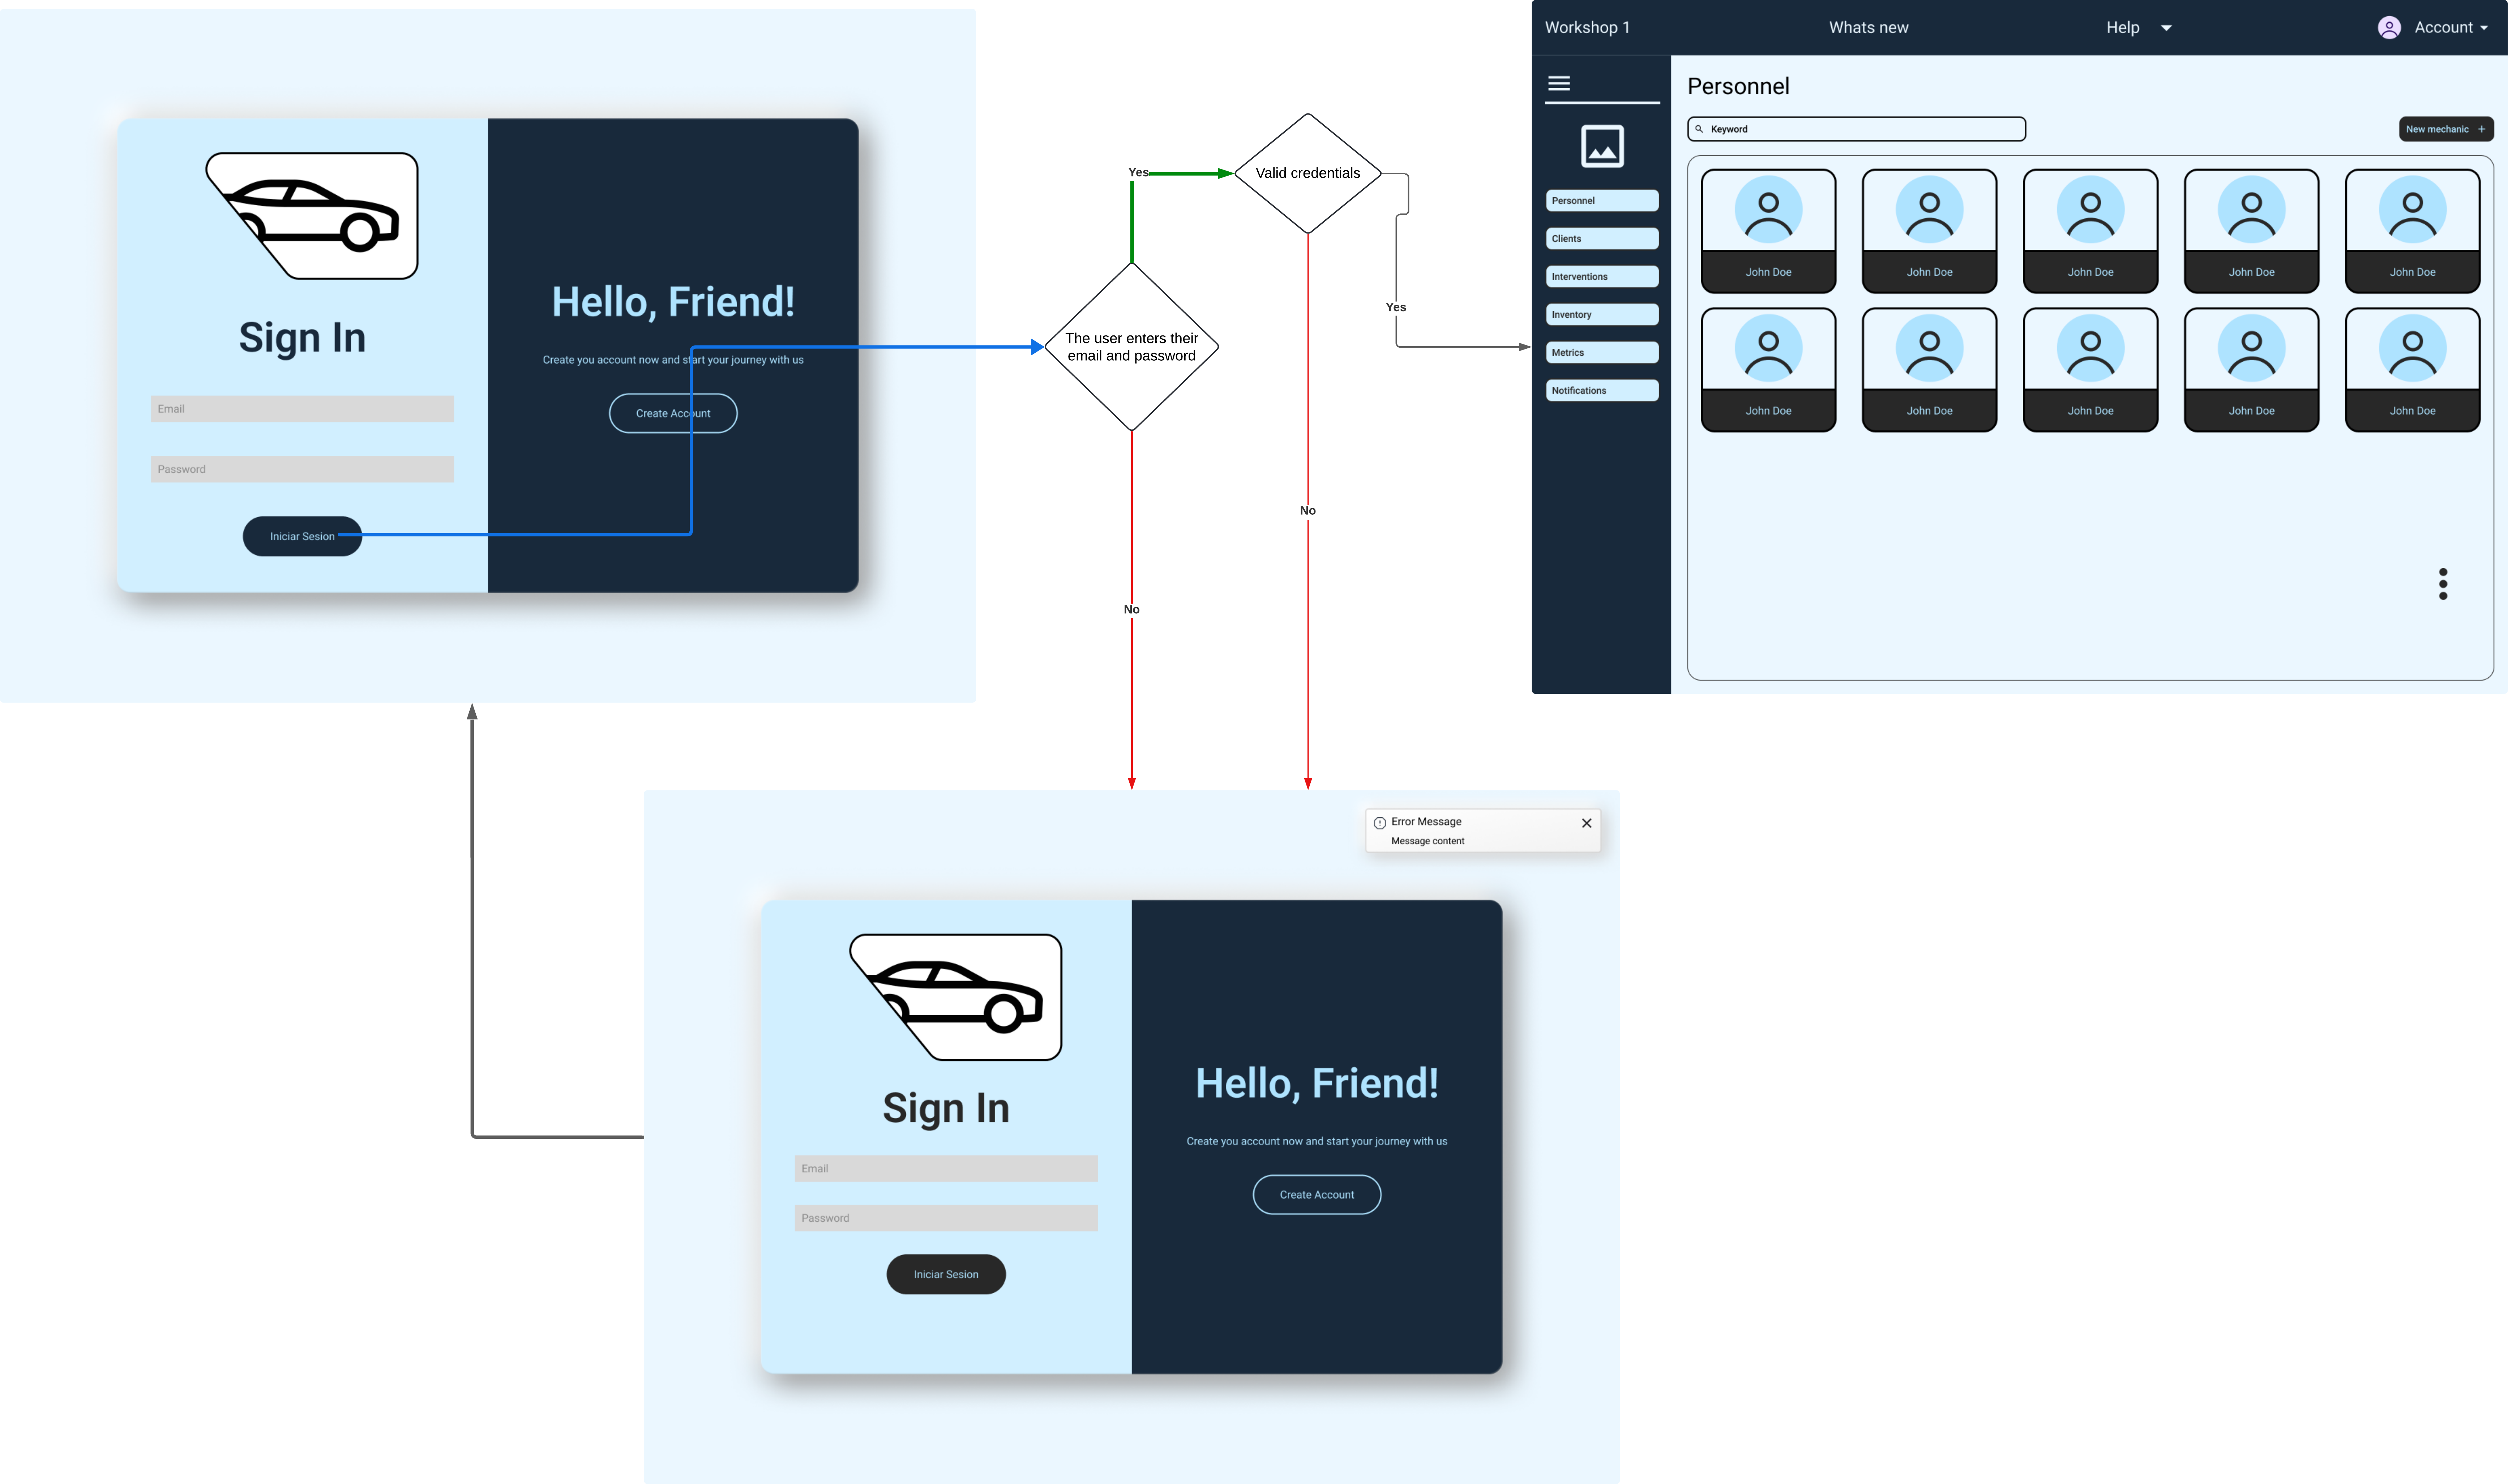 Sign In
Email
Password
Iniciar Sesion
Hello, Friend!
Create you account now and start your journey with us
Create Account
The user enters their
email and password
Yes
No
Valid credentials
Yes
No
Workshop 1
Whats new
Help
Account
Personnel
Clients
Interventions
Inventory
Metrics
Notifications
Personnel
Keyword
New mechanic +
John Doe
John Doe
John Doe
John Doe
John Doe
John Doe
John Doe
John Doe
John Doe
John Doe
Error Message
Message content
Sign In
Email
Password
Iniciar Sesion
Hello, Friend!
Create you account now and start your journey with us
Create Account